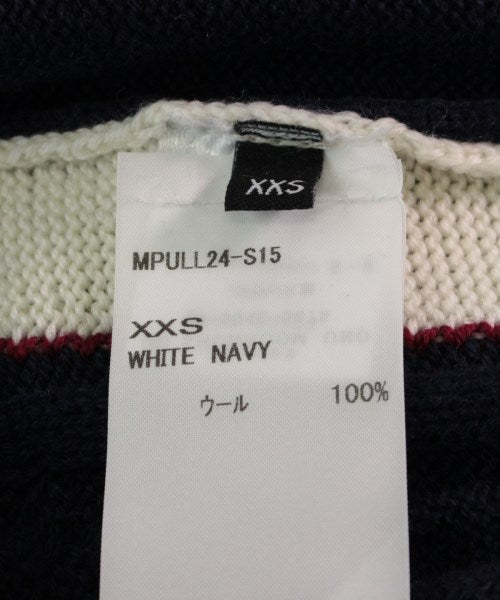 XXS
MPULL24-S15
XXS
WHITE NAVY
ウール 100%